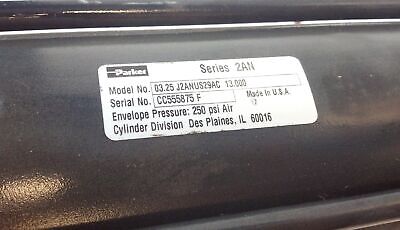 Parker Series 2AN
Model No. 03.25 J2ANUS29AC 13.000
Serial No. CC555875 F Made In U.S.A
Envelope Pressure: 250 psi Air
Cylinder Division Des Plaines, IL 60016